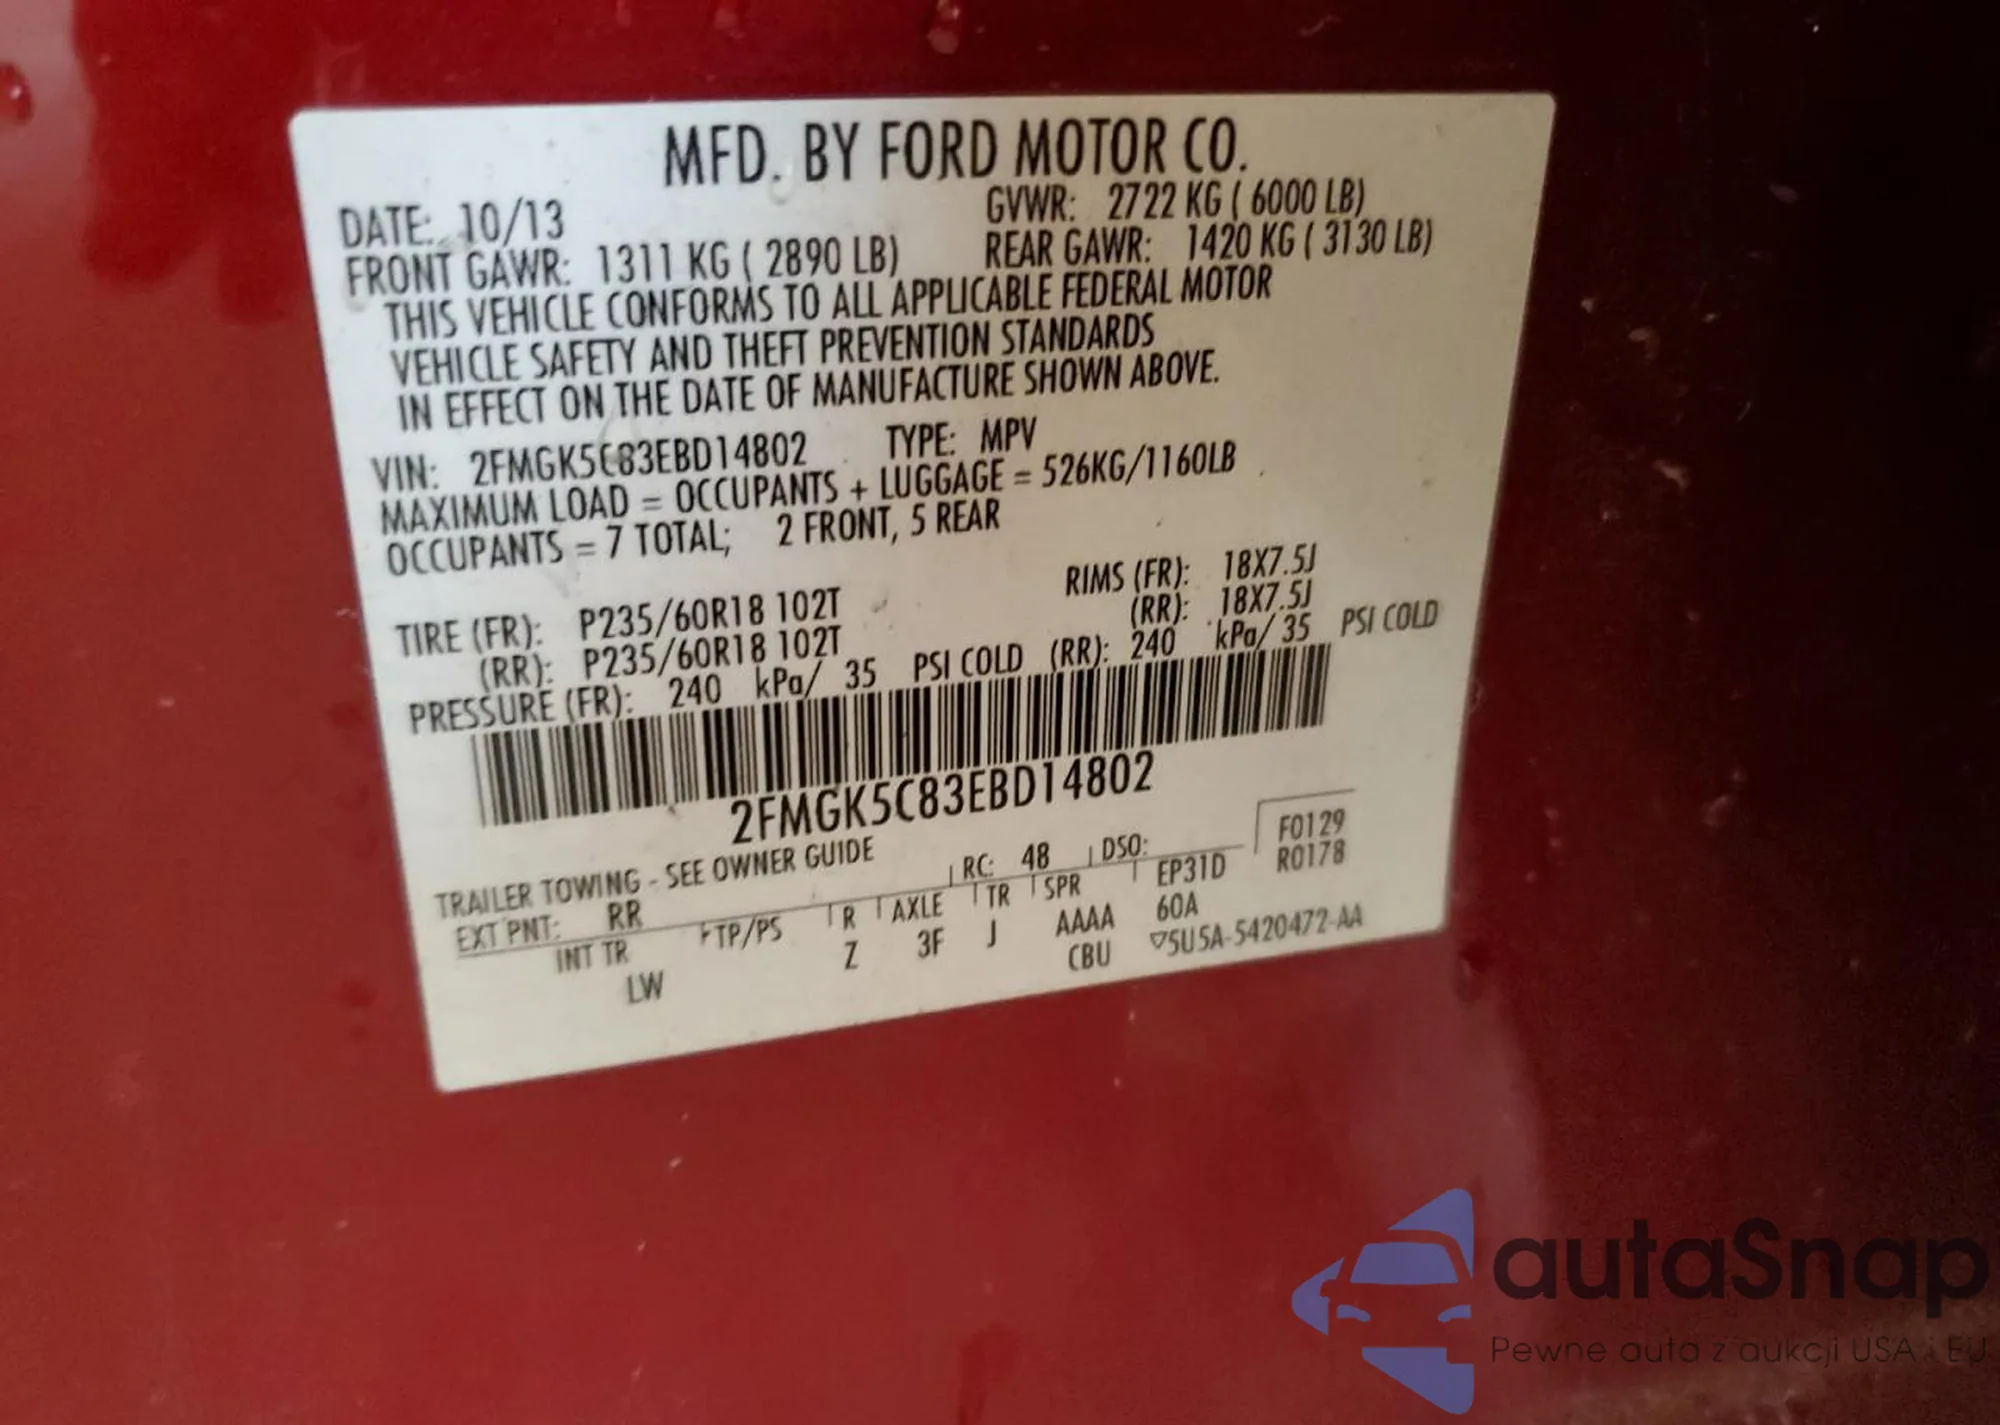 MFD. BY FORD MOTOR CO.
DATE: 10/13 GVWR: 2722 KG ( 6000 LB)
FRONT GAWR: 1311 KG ( 2890 LB) REAR GAWR: 1420 KG ( 3130 LB)
THIS VEHICLE CONFORMS TO ALL APPLICABLE FEDERAL MOTOR
VEHICLE SAFETY AND THEFT PREVENTION STANDARDS
IN EFFECT ON THE DATE OF MANUFACTURE SHOWN ABOVE.
VIN: 2FMGK5C83EBD14802 TYPE: MPV
MAXIMUM LOAD = OCCUPANTS + LUGGAGE = 526KG/1160LB
OCCUPANTS = 7 TOTAL; 2 FRONT, 5 REAR
TIRE (FR): P235/60R18 102T RIMS (FR): 18X7.5J
(RR): P235/60R18 102T (RR): 18X7.5J
PRESSURE (FR): 240 kPa/ 35 PSI COLD (RR): 240 kPa/ 35 PSI COLD
2FMGK5C83EBD14802
TRAILER TOWING - SEE OWNER GUIDE RC: 48 DSO: F0129
EXT PNT: RR R0178
INT TR TP/PS R AXLE TR SPR EP31D
LW Z 3F J AAAA 60A
CBU 5U5A-5420472-AA
autaSnap
Pewne auta z aukcji USA i EU